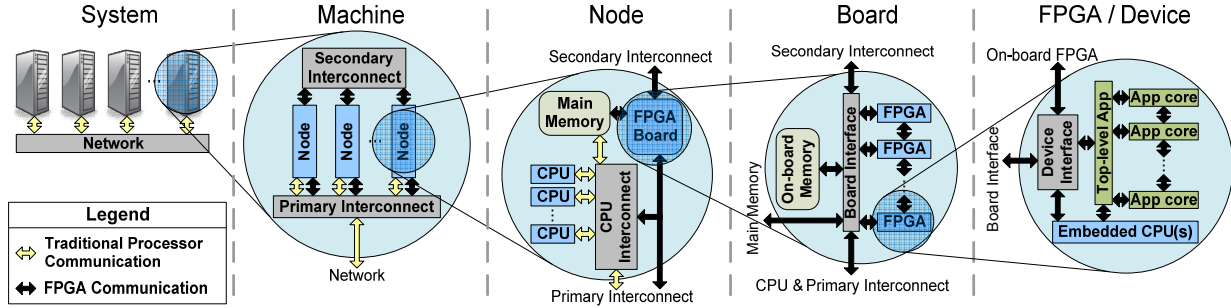 System
Network
Legend
Traditional Processor
Communication
FPGA Communication
Machine
Secondary
Interconnect
Node
Node
Node
Primary Interconnect
Network
Node
Secondary Interconnect
Main
Memory
FPGA
Board
CPU
CPU
CPU
CPU
Interconnect
Primary Interconnect
Board
Secondary Interconnect
On-board Memory
Board Interface
FPGA
FPGA
FPGA
Main Memory
CPU & Primary Interconnect
FPGA / Device
On-board FPGA
Board Interface
Device
Interface
Top-level App
App core
App core
App core
Embedded CPU(s)